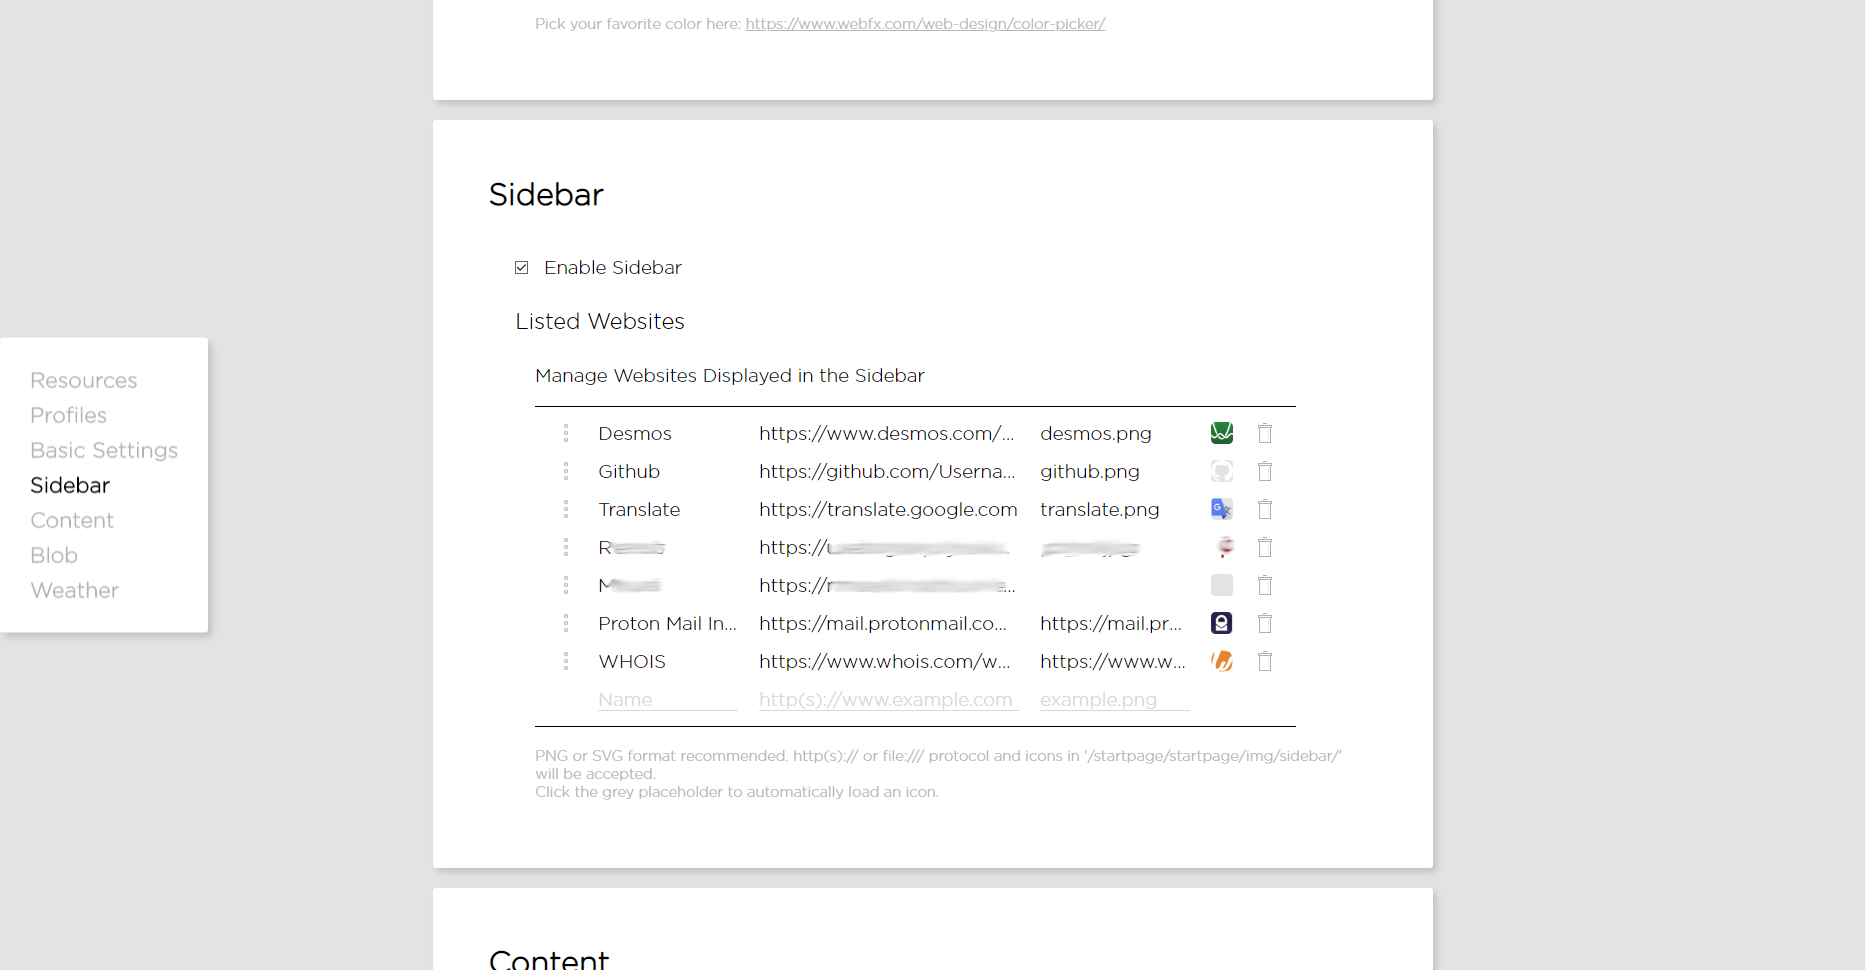 Pick your favorite color here: https://www.webfx.com/web-design/color-picker/
Sidebar
Enable Sidebar
Listed Websites
Resources
Profiles
Basic Settings
Sidebar
Content
Blob
Weather
Manage Websites Displayed in the Sidebar
Desmos https://www.desmos.com/... desmos.png
Github https://github.com/Userna... github.png
Translate https://translate.google.com translate.png
https://
https://
Proton Mail In... https://mail.protonmail.co... https://mail.pr...
WHOIS https://www.whois.com/w... https://www.w...
Name http(s)://www.example.com example.png
PNG or SVG format recommended. http(s):// or file:/// protocol and icons in '/startpage/startpage/img/sidebar/'
will be accepted.
Click the grey placeholder to automatically load an icon.
Content